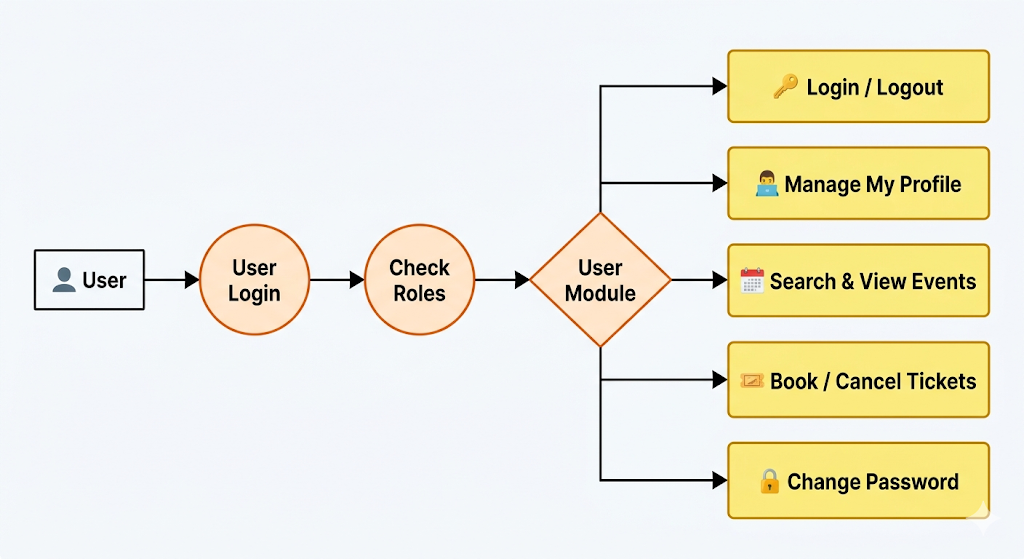 User
User
Login
Check
Roles
User
Module
Login / Logout
Manage My Profile
Search & View Events
Book / Cancel Tickets
Change Password